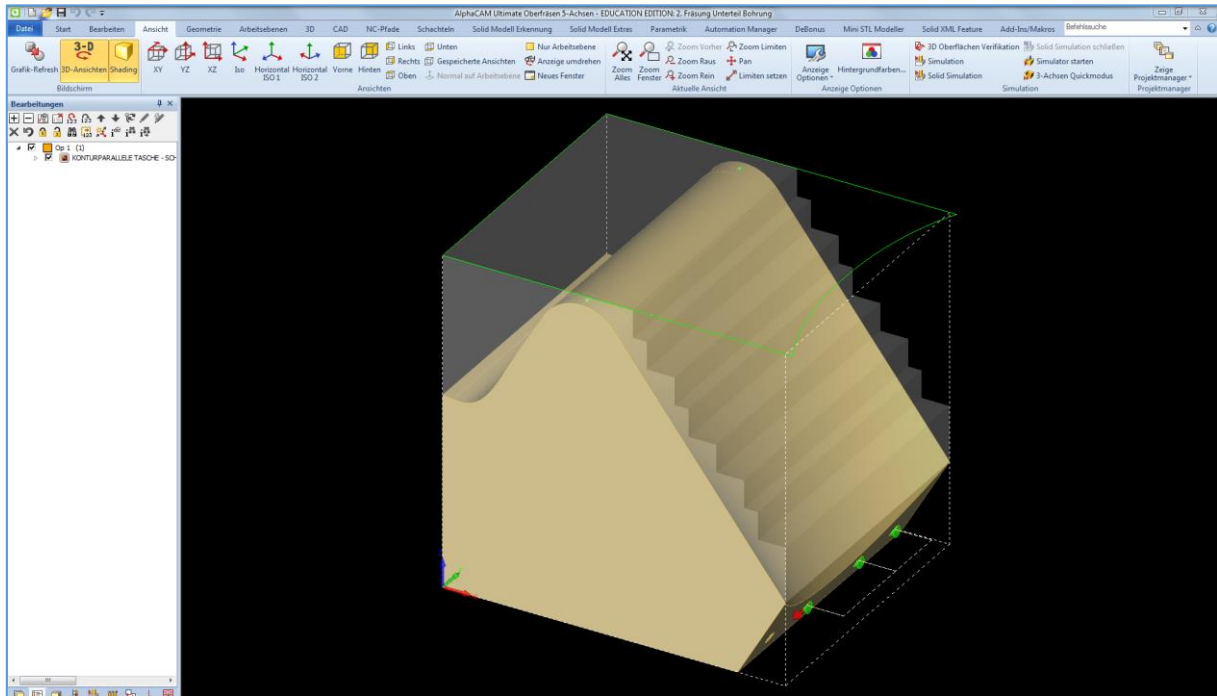 AlphaCAM Ultimate Oberfräsen 5-Achsen - EDUCATION EDITION: 2. Fräsung Unterteil Bohrung
Datei Start Bearbeiten Ansicht Geometrie Arbeitsebenen 3D CAD NC-Pfade Schachteln Solid Modell Erkennung Solid Modell Extras Parametrik Automation Manager DeBonus Mini STL Modeller Solid XML Feature Add-Ins/Makros Befehlsuche
3-D
Links Unten Nur Arbeitsebene Zoom Vorher Zoom Limiten 3D Oberflächen Verifikation Solid Simulation schließen
Rechts Gespeicherte Ansichten Anzeige umdrehen Zoom Raus Pan Simulation Simulator starten
Oben Normal auf Arbeitsebene Neues Fenster Zoom Rein Limiten setzen Solid Simulation 3-Achsen Quickmodus
Grafik-Refresh 3D-Ansichten Shading XY YZ XZ Iso Horizontal ISO 1 Horizontal ISO 2 Vorne Hinten Zoom Alles Zoom Fenster Anzeige Optionen Hintergrundfarben... Zeige Projektmanager
Bildschirm Ansichten Aktuelle Ansicht Anzeige Optionen Simulation Projektmanager
Bearbeitungen
Op 1 (1)
KONTURPARALLELE TASCHE - SCH